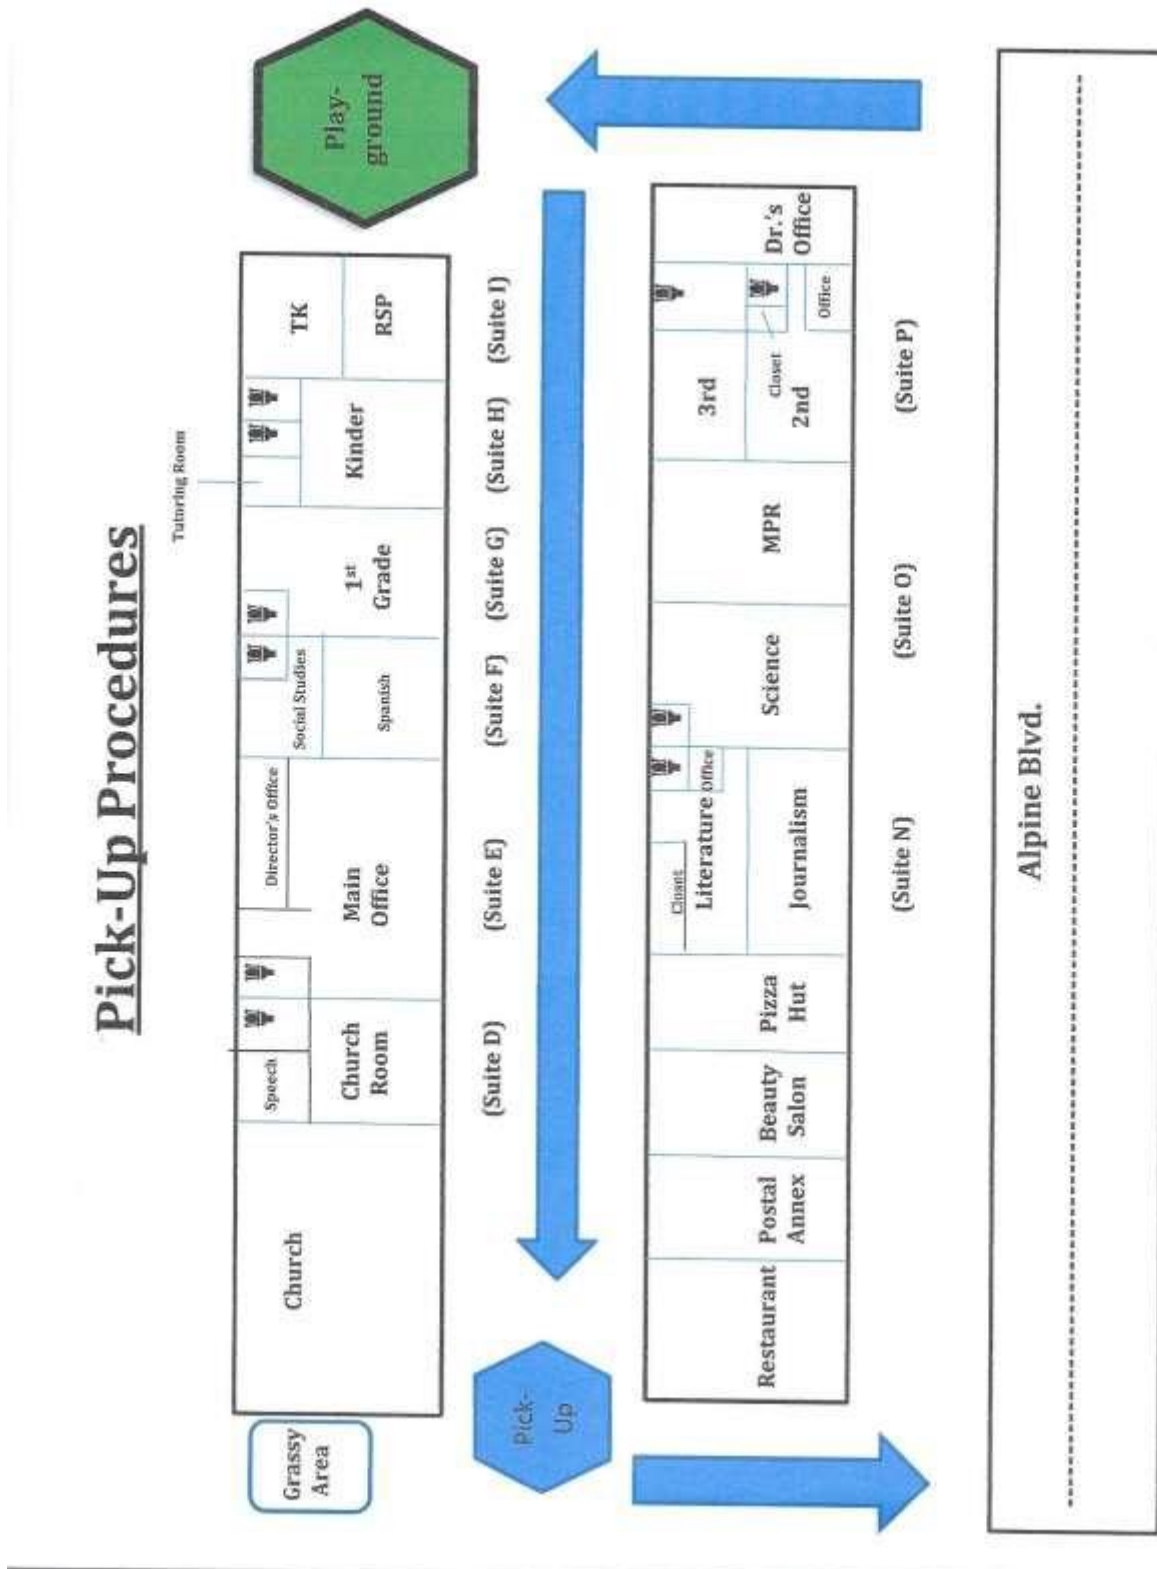 Pick-Up Procedures
Tutoring Room
Grassy
Area
Church
Speech
Church
Room
Director's Office
Main
Office
Social Studies
Spanish
1st
Grade
Kinder
TK
RSP
Play-
ground
(Suite D)
(Suite E)
(Suite F)
(Suite G)
(Suite H)
(Suite I)
Pick-
Up
Restaurant
Postal
Annex
Beauty
Salon
Pizza
Hut
Closet
Literature
Office
Journalism
Science
MPR
3rd
Closet
2nd
Office
Dr.'s
Office
(Suite N)
(Suite O)
(Suite P)
Alpine Blvd.